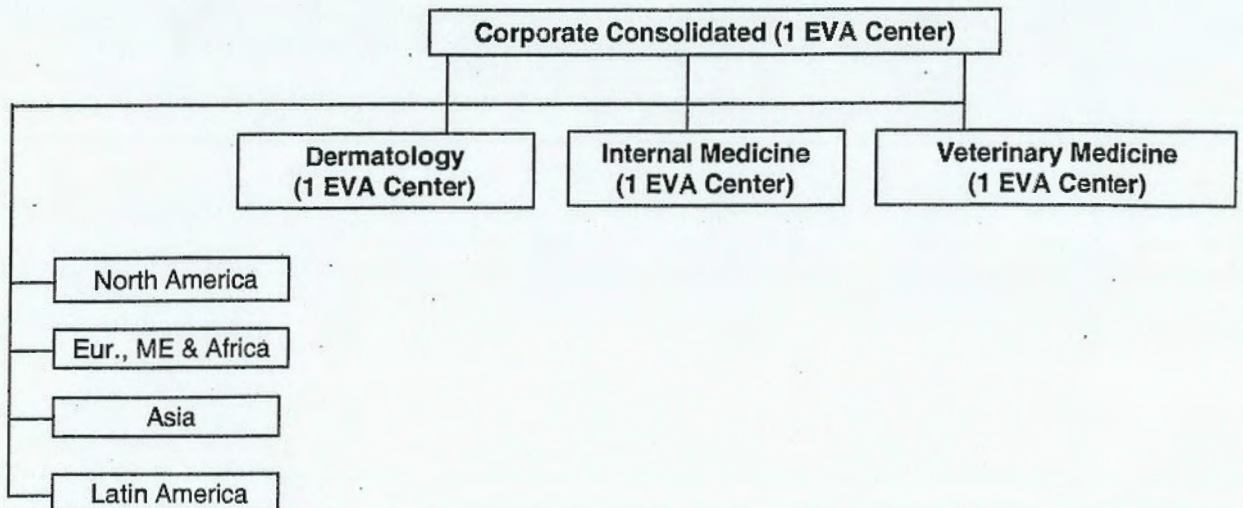 Corporate Consolidated (1 EVA Center)
Dermatology
(1 EVA Center)
Internal Medicine
(1 EVA Center)
Veterinary Medicine
(1 EVA Center)
North America
Eur., ME & Africa
Asia
Latin America